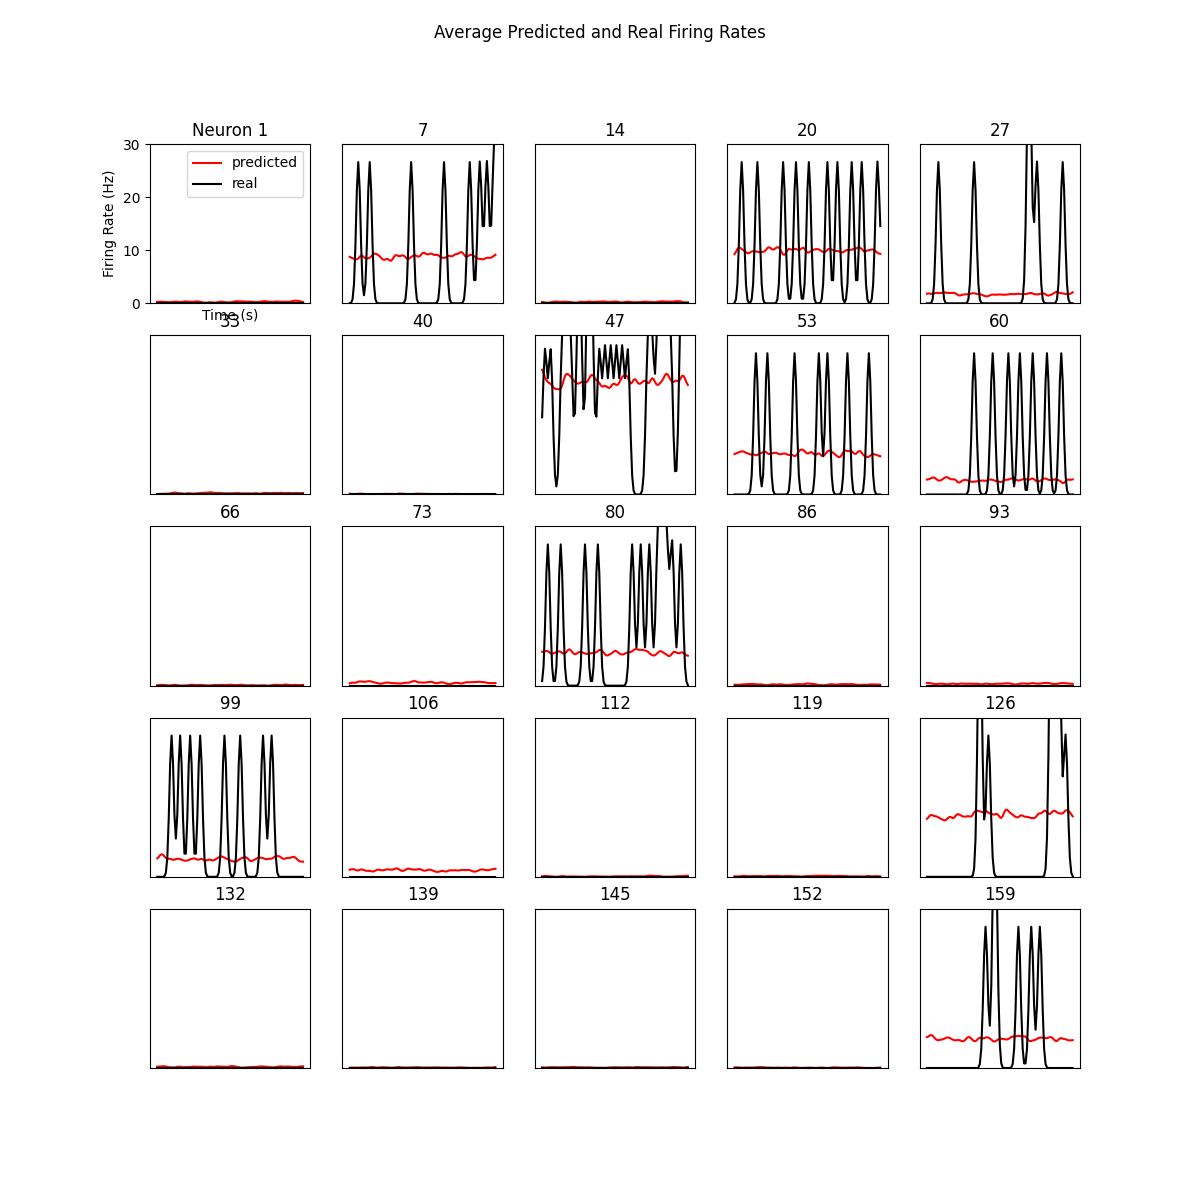 Average Predicted and Real Firing Rates
Neuron 1 7 14 20 27
30
20
10
0
Firing Rate (Hz)
predicted
real
Time (s)
33 40 47 53 60
66 73 80 86 93
99 106 112 119 126
132 139 145 152 159